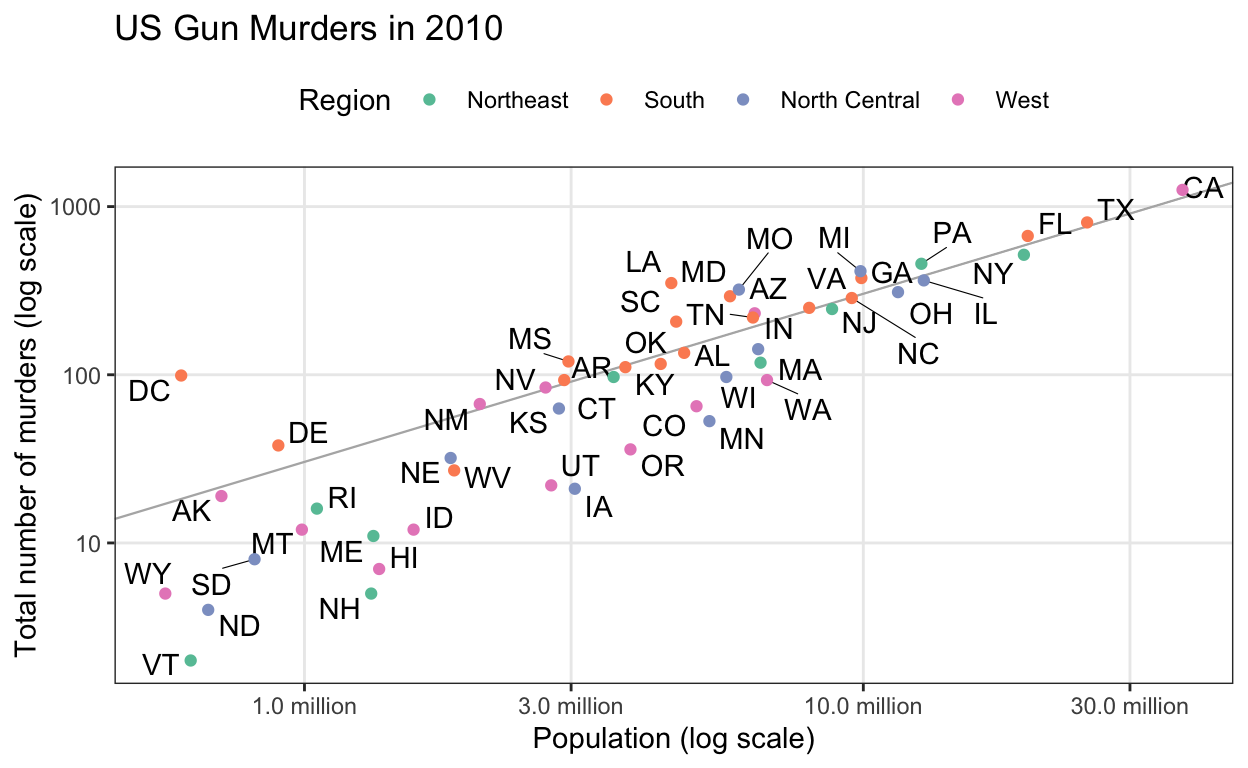 US Gun Murders in 2010
Region Northeast South North Central West
Total number of murders (log scale)
1000
100
10
CA
TX
FL
PA
MI
MO
LA
MD
VA
GA
NY
AZ
SC
TN
IN
NJ
OH
IL
NC
MS
OK
AL
AR
NV
KY
MA
WI
WA
DC
NM
KS
CT
CO
MN
DE
NE
WV
UT
OR
IA
AK
RI
ID
MT
ME
HI
WY
SD
ND
NH
VT
1.0 million
3.0 million
10.0 million
30.0 million
Population (log scale)